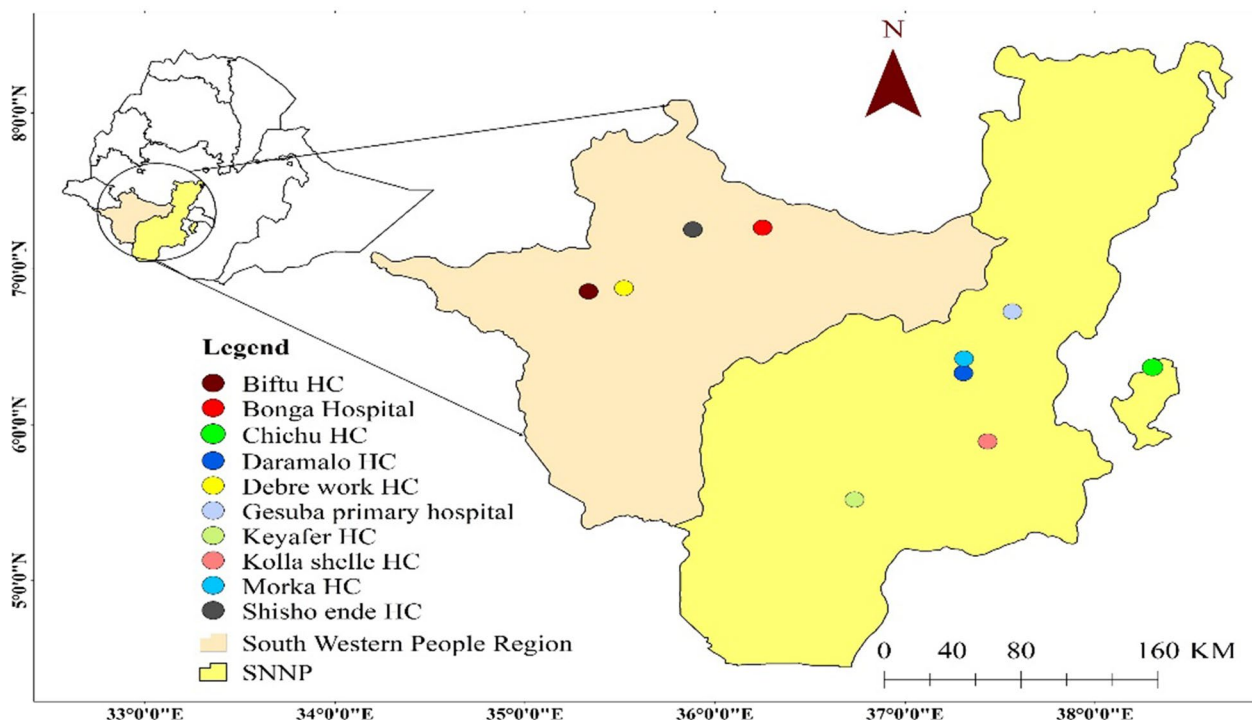 N
8°0'0"N
7°0'0"N
6°0'0"N
5°0'0"N
Legend
Biftu HC
Bonga Hospital
Chichu HC
Daramalo HC
Debre work HC
Gesuba primary hospital
Keyafer HC
Kolla shelle HC
Morka HC
Shisho ende HC
South Western People Region
SNNP
0 40 80 160 KM
33°0'0"E 34°0'0"E 35°0'0"E 36°0'0"E 37°0'0"E 38°0'0"E